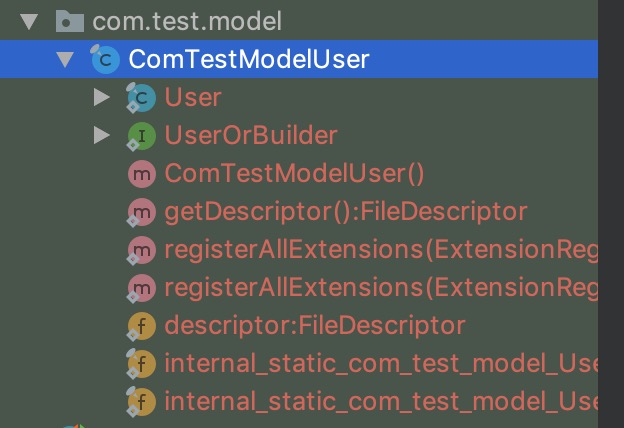 com.test.model
C ComTestModelUser
C User
I UserOrBuilder
m ComTestModelUser()
m getDescriptor():FileDescriptor
m registerAllExtensions(ExtensionReg
m registerAllExtensions(ExtensionReg
f descriptor:FileDescriptor
f internal_static_com_test_model_Use
f internal_static_com_test_model_Use